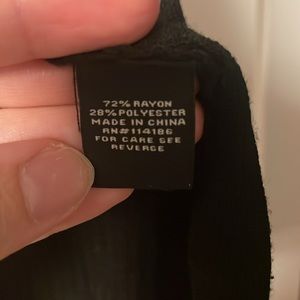 72% RAYON
28% POLYESTER
MADE IN CHINA
RN#114186
FOR CARE SEE
REVERSE